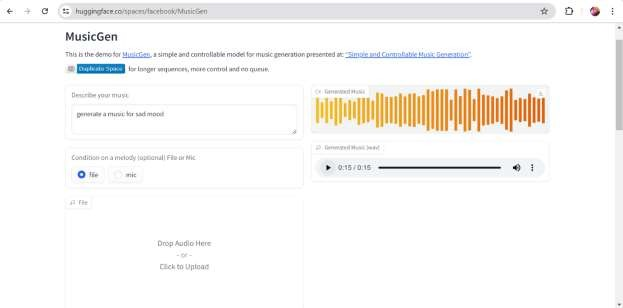 huggingface.co/spaces/facebook/MusicGen
MusicGen
This is the demo for MusicGen, a simple and controllable model for music generation presented at: "Simple and Controllable Music Generation".
Duplicate Space for longer sequences, more control and no queue.
Describe your music
generate a music for sad mood
Condition on a melody (optional) File or Mic
file
mic
File
Drop Audio Here
- or -
Click to Upload
Generated Music
Generated Music (wav)
0:15 / 0:15